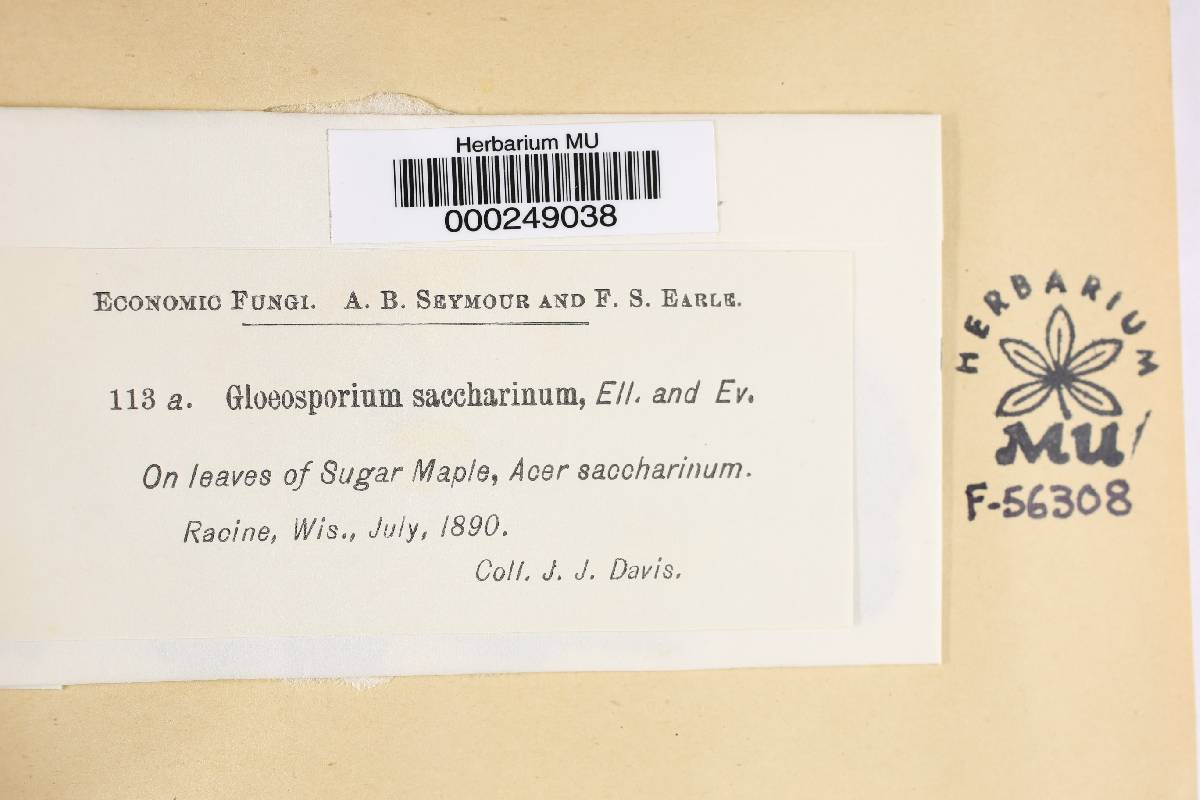 Herbarium MU
000249038
ECONOMIC FUNGI. A. B. SEYMOUR AND F. S. EARLE.
113 a. Gloeosporium saccharinum, Ell. and Ev.
On leaves of Sugar Maple, Acer saccharinum.
Racine, Wis., July, 1890.
Coll. J. J. Davis.
HERBARIUM
MU
F-56308